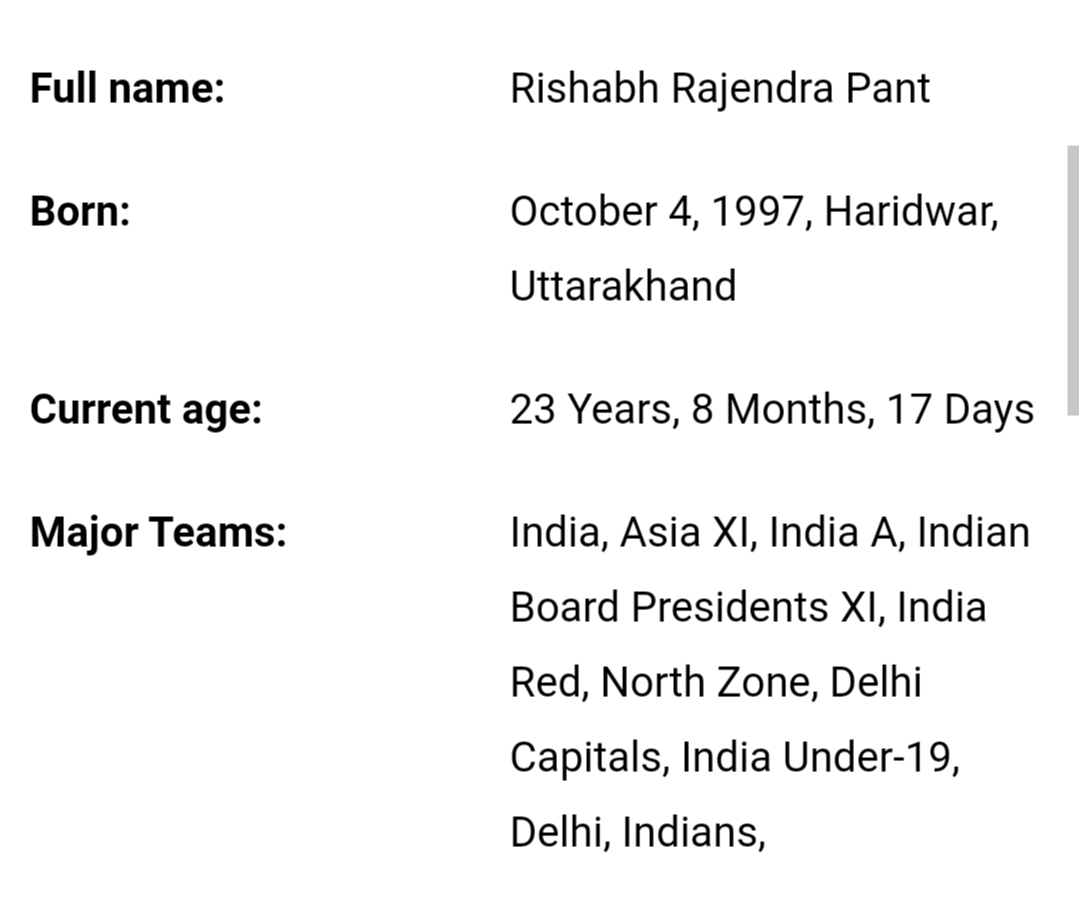 Full name: Rishabh Rajendra Pant
Born: October 4, 1997, Haridwar,
Uttarakhand
Current age: 23 Years, 8 Months, 17 Days
Major Teams: India, Asia XI, India A, Indian
Board Presidents XI, India
Red, North Zone, Delhi
Capitals, India Under-19,
Delhi, Indians,